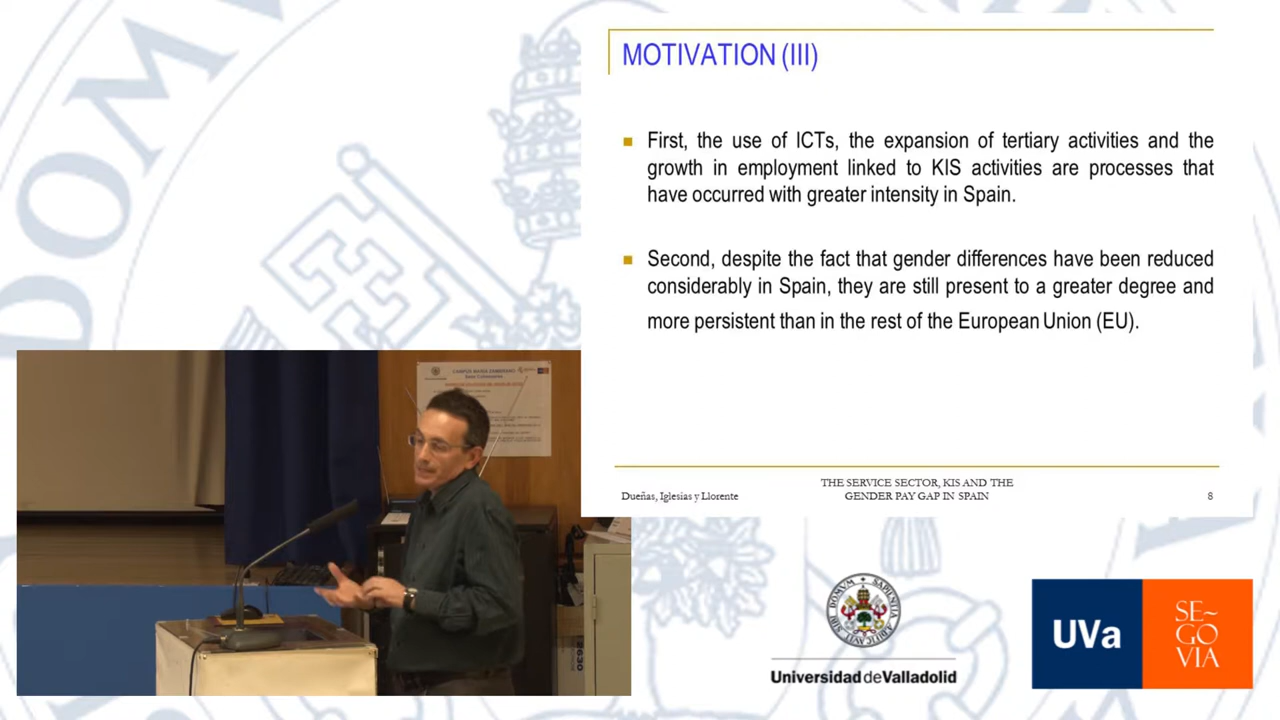 MOTIVATION (III)
First, the use of ICTs, the expansion of tertiary activities and the
growth in employment linked to KIS activities are processes that
have occurred with greater intensity in Spain.
Second, despite the fact that gender differences have been reduced
considerably in Spain, they are still present to a greater degree and
more persistent than in the rest of the European Union (EU).
Dueñas, Iglesias y Llorente
THE SERVICE SECTOR, KIS AND THE
GENDER PAY GAP IN SPAIN
8
CAMPUS MARÍA ZAMBRANO
2630
Universidad de Valladolid
UVa
SE~
GO
VIA